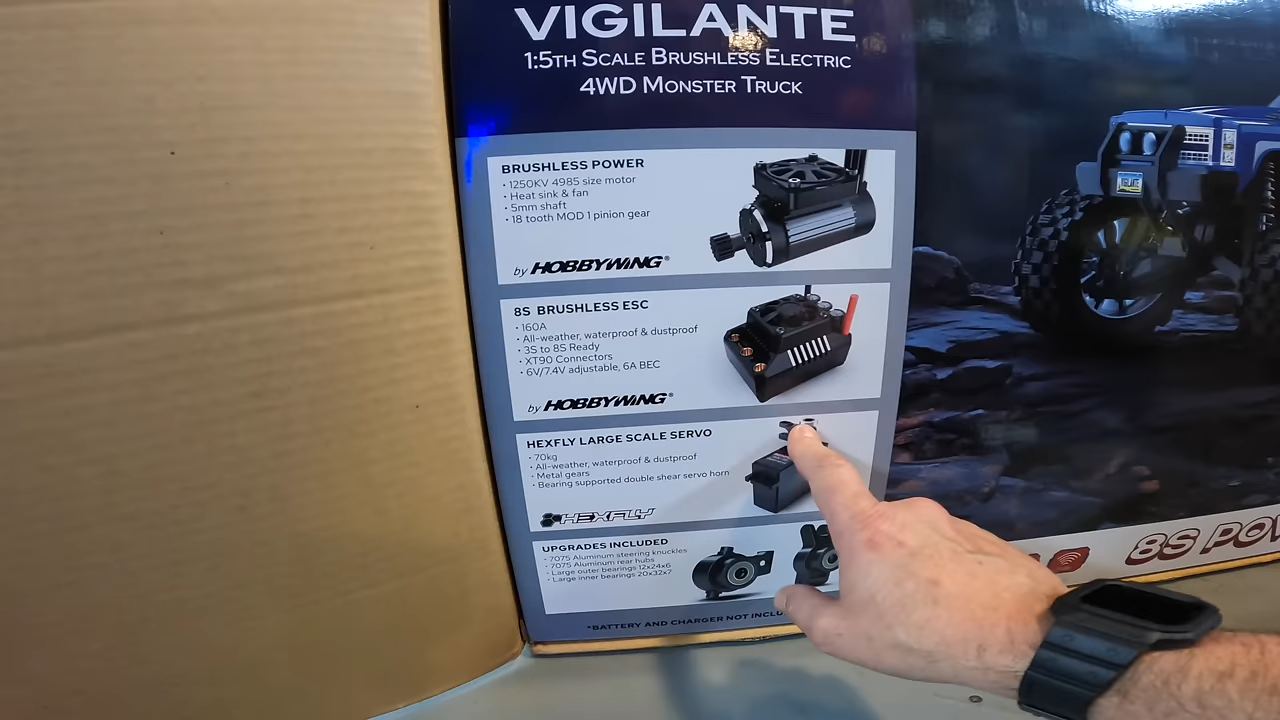 VIGILANTE
1:5TH SCALE BRUSHLESS ELECTRIC
4WD MONSTER TRUCK
BRUSHLESS POWER
• 1250KV 4985 size motor
• Heat sink & fan
• 5mm shaft
• 18 tooth MOD 1 pinion gear
by HOBBYWING®
8S BRUSHLESS ESC
• 160A
• All-weather, waterproof & dustproof
• 3S to 8S Ready
• XT90 Connectors
• 6V/7.4V adjustable, 6A BEC
by HOBBYWING®
HEXFLY LARGE SCALE SERVO
• 70kg
• All-weather, waterproof & dustproof
• Metal gears
• Bearing supported double shear servo horn
HEXFLY
UPGRADES INCLUDED
• 7075 Aluminum steering knuckles
• 7075 Aluminum rear hubs
• Large outer bearings 12x24x6
• Large inner bearings 20x32x7
*BATTERY AND CHARGER NOT INCLU
8S POW